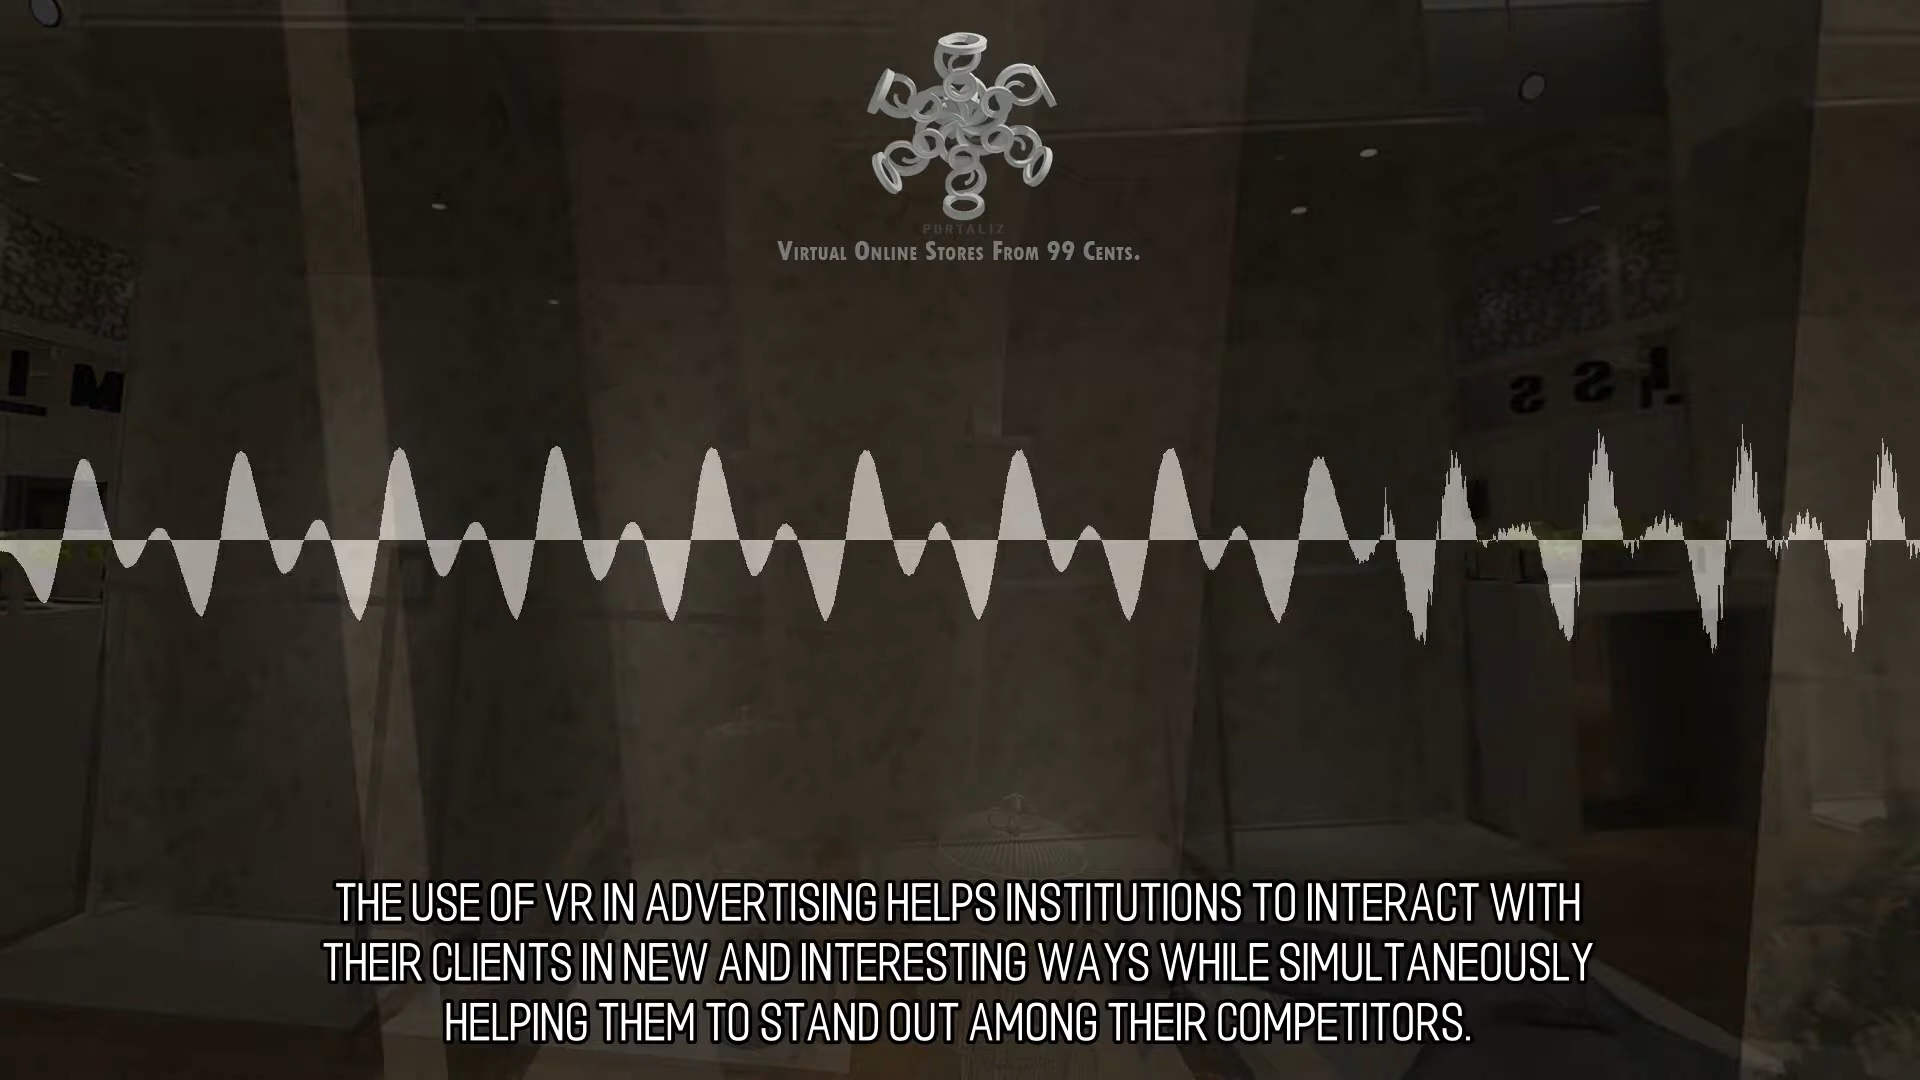 PORTALIZ
Virtual Online Stores From 99 Cents.
THE USE OF VR IN ADVERTISING HELPS INSTITUTIONS TO INTERACT WITH
THEIR CLIENTS IN NEW AND INTERESTING WAYS WHILE SIMULTANEOUSLY
HELPING THEM TO STAND OUT AMONG THEIR COMPETITORS.